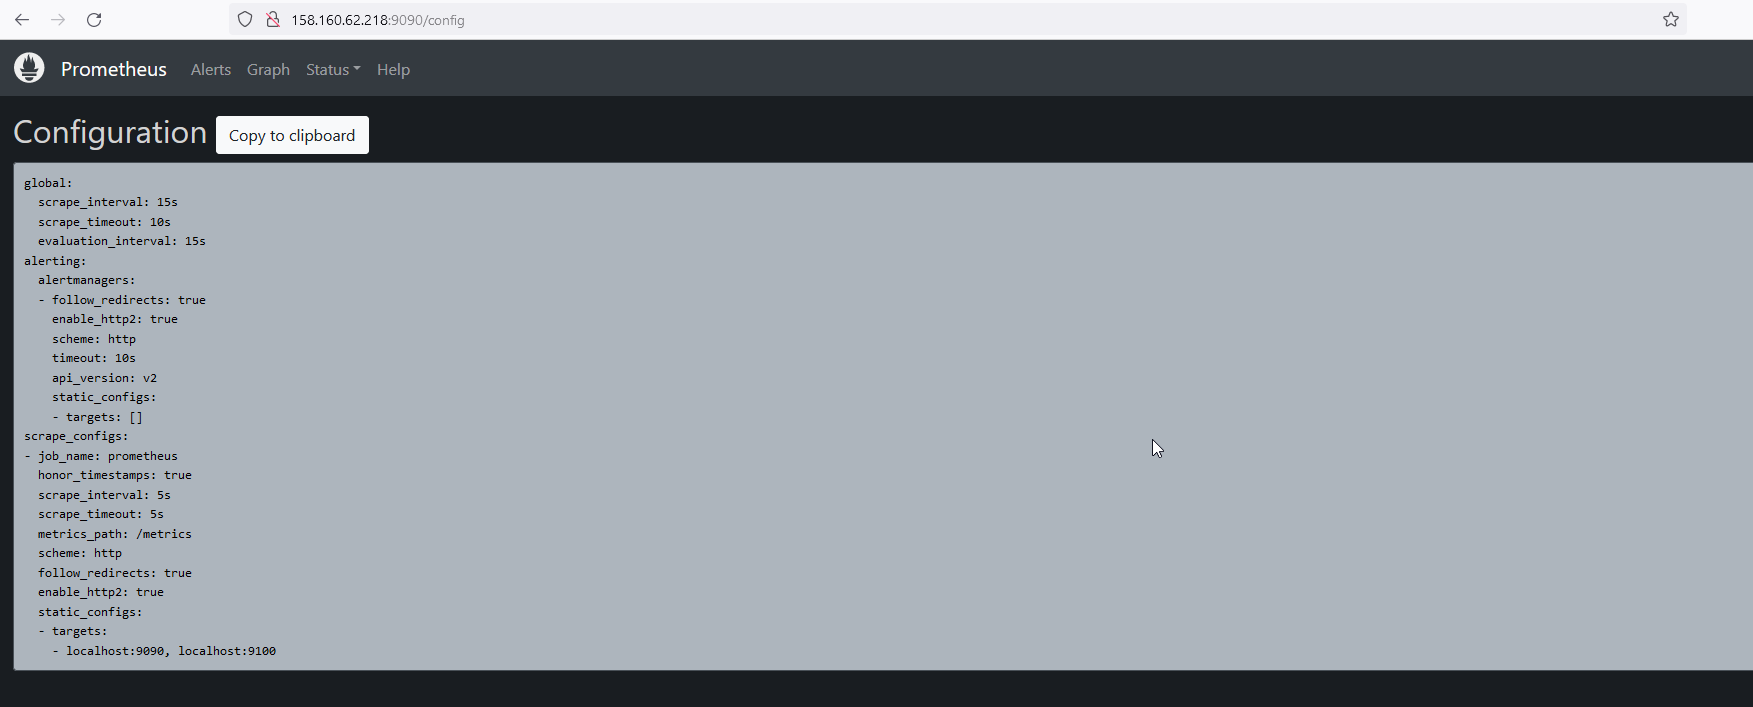 158.160.62.218:9090/config
Prometheus Alerts Graph Status Help
Configuration Copy to clipboard
global:
  scrape_interval: 15s
  scrape_timeout: 10s
  evaluation_interval: 15s
alerting:
  alertmanagers:
  - follow_redirects: true
    enable_http2: true
    scheme: http
    timeout: 10s
    api_version: v2
    static_configs:
    - targets: []
scrape_configs:
- job_name: prometheus
  honor_timestamps: true
  scrape_interval: 5s
  scrape_timeout: 5s
  metrics_path: /metrics
  scheme: http
  follow_redirects: true
  enable_http2: true
  static_configs:
  - targets:
    - localhost:9090, localhost:9100